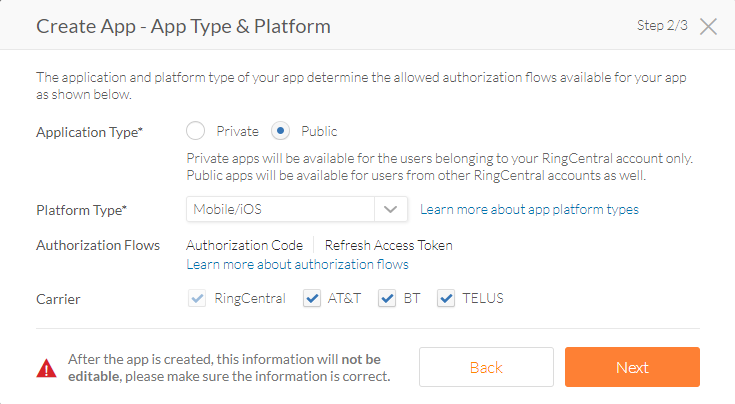 Create App - App Type & Platform
Step 2/3
The application and platform type of your app determine the allowed authorization flows available for your app
as shown below.
Application Type*
Private
Public
Private apps will be available for the users belonging to your RingCentral account only.
Public apps will be available for users from other RingCentral accounts as well.
Platform Type*
Mobile/iOS
Learn more about app platform types
Authorization Flows
Authorization Code
Refresh Access Token
Learn more about authorization flows
Carrier
RingCentral
AT&T
BT
TELUS
After the app is created, this information will not be
editable, please make sure the information is correct.
Back
Next